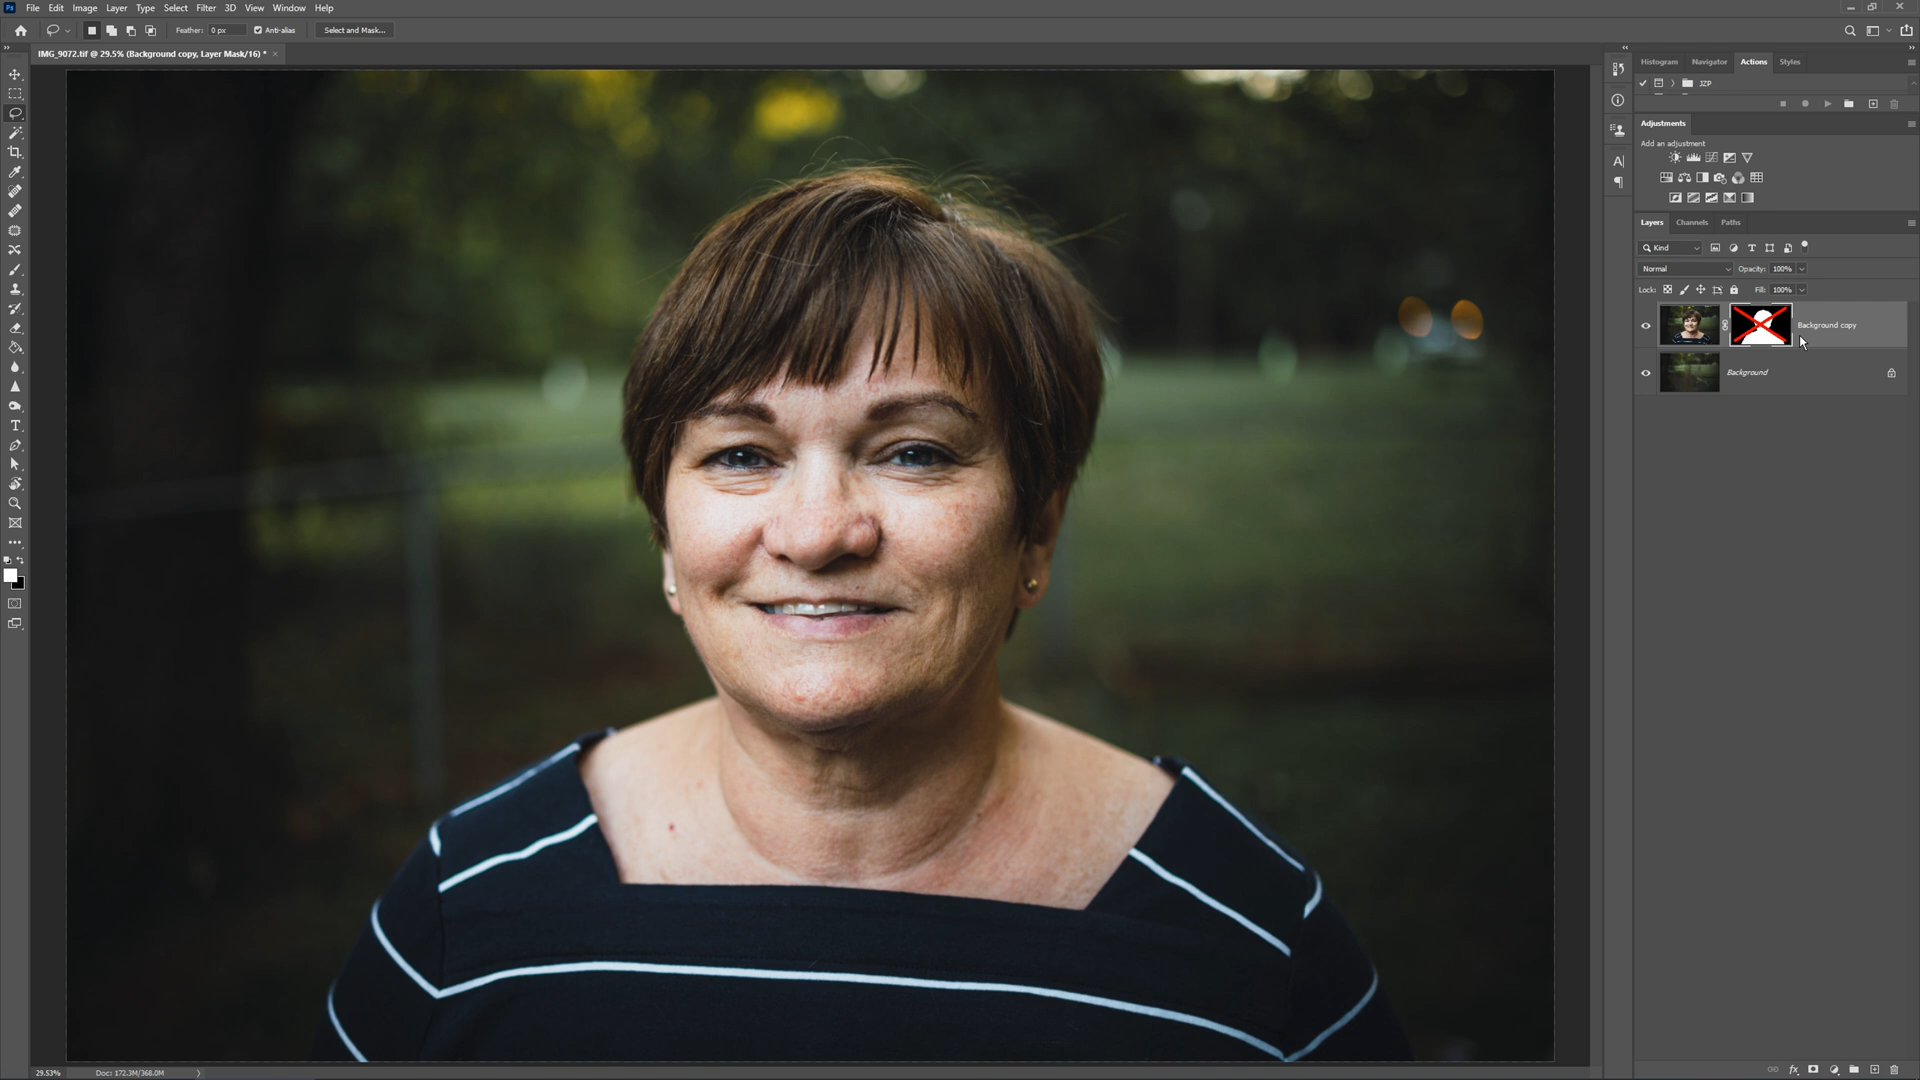 Ps File Edit Image Layer Type Select Filter 3D View Window Help
Feather: 0 px Anti-alias Select and Mask...
IMG_9072.tif @ 29.5% (Background copy, Layer Mask/16) *
Histogram Navigator Actions Styles
JZP
Adjustments
Add an adjustment
Layers Channels Paths
Kind
Normal Opacity: 100%
Lock: Fill: 100%
Background copy
Background
29.53% Doc: 172.3M/368.0M